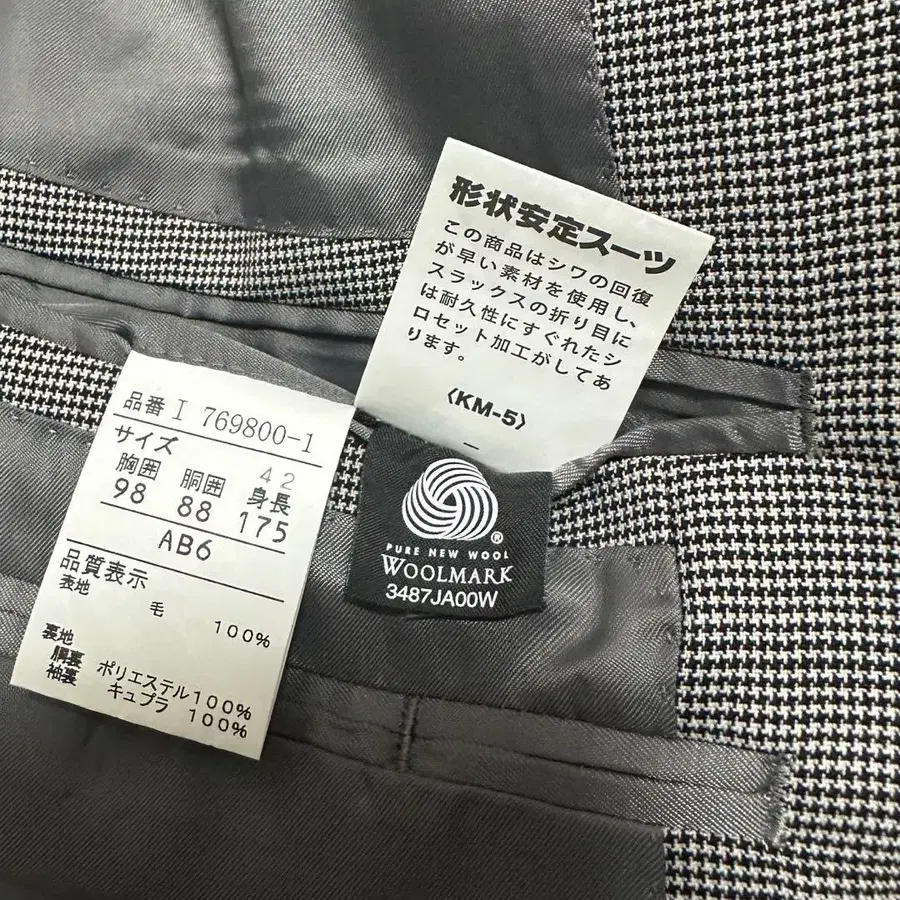 形状安定スーツ
この商品はシワの回復
が早い素材を使用し、
スラックスの折り目に
は耐久性にすぐれたシ
ロセット加工がしてあ
ります。
〈KM-5〉
品番 I 769800-1
サイズ
42
胸囲 胴囲 身長
98 88 175
AB6
品質表示
表地
毛 100%
裏地
胴裏 ポリエステル100%
袖裏 キュプラ 100%
®
PURE NEW WOOL
WOOLMARK
3487JA00W